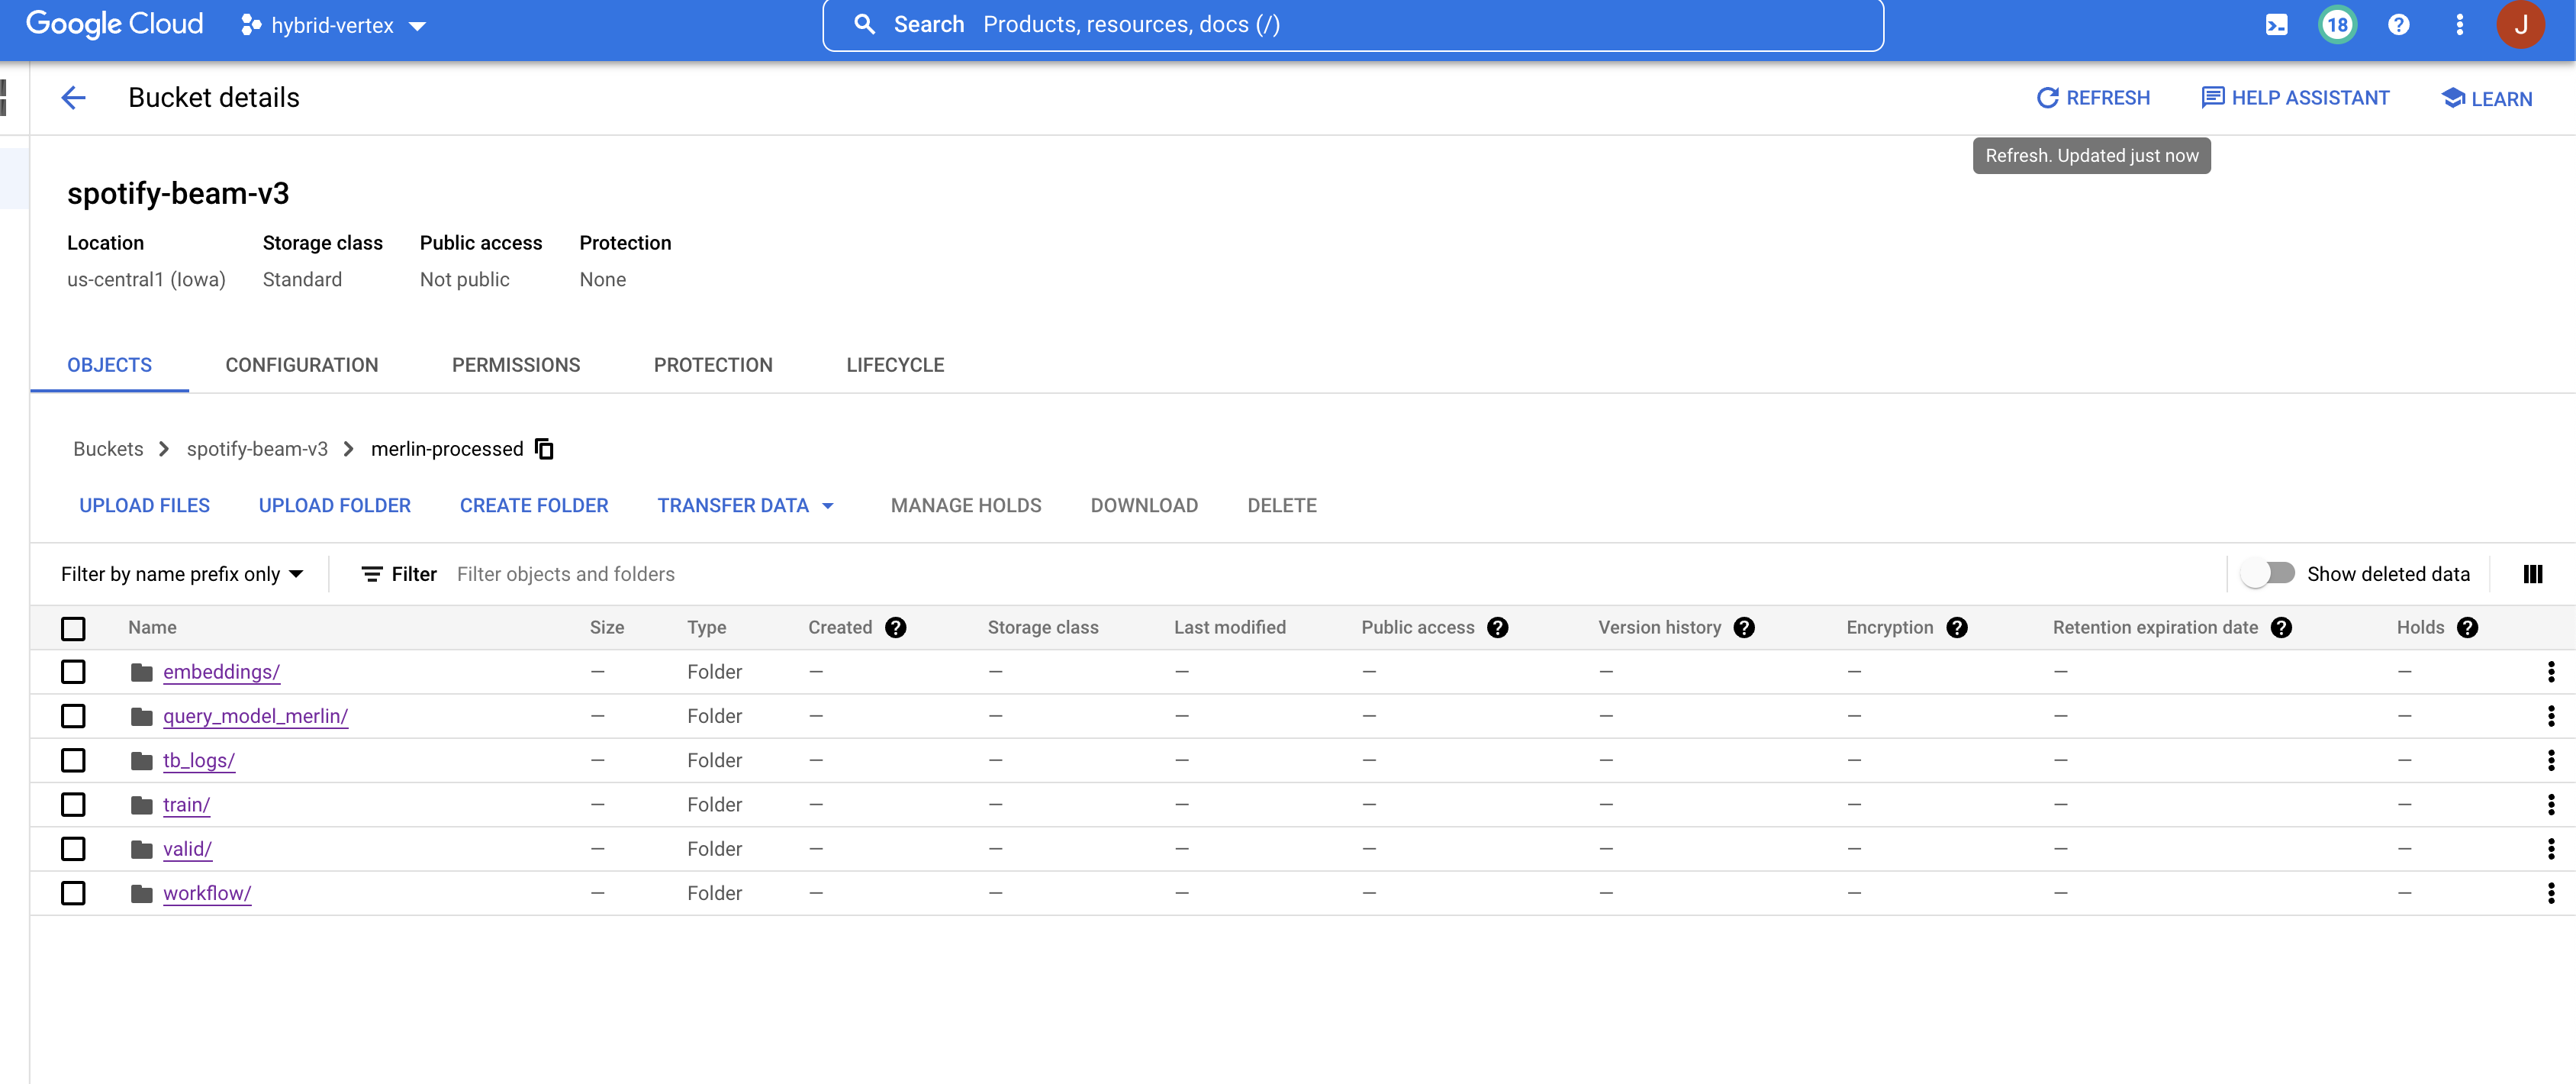 Google Cloud hybrid-vertex Search Products, resources, docs (/) 18 J
Bucket details REFRESH HELP ASSISTANT LEARN
Refresh. Updated just now
spotify-beam-v3
Location Storage class Public access Protection
us-central1 (Iowa) Standard Not public None
OBJECTS CONFIGURATION PERMISSIONS PROTECTION LIFECYCLE
Buckets > spotify-beam-v3 > merlin-processed
UPLOAD FILES UPLOAD FOLDER CREATE FOLDER TRANSFER DATA MANAGE HOLDS DOWNLOAD DELETE
Filter by name prefix only Filter Filter objects and folders Show deleted data
Name Size Type Created Storage class Last modified Public access Version history Encryption Retention expiration date Holds
embeddings/ — Folder — — — — — — — —
query_model_merlin/ — Folder — — — — — — — —
tb_logs/ — Folder — — — — — — — —
train/ — Folder — — — — — — — —
valid/ — Folder — — — — — — — —
workflow/ — Folder — — — — — — — —